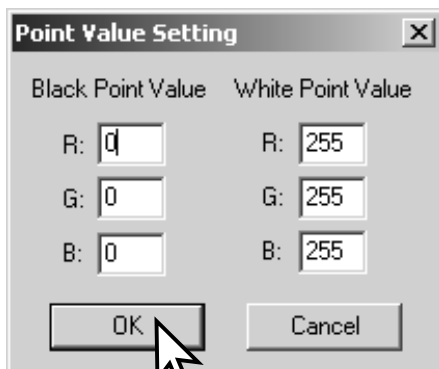 Point Value Setting
Black Point Value White Point Value
R: 0 R: 255
G: 0 G: 255
B: 0 B: 255
OK Cancel